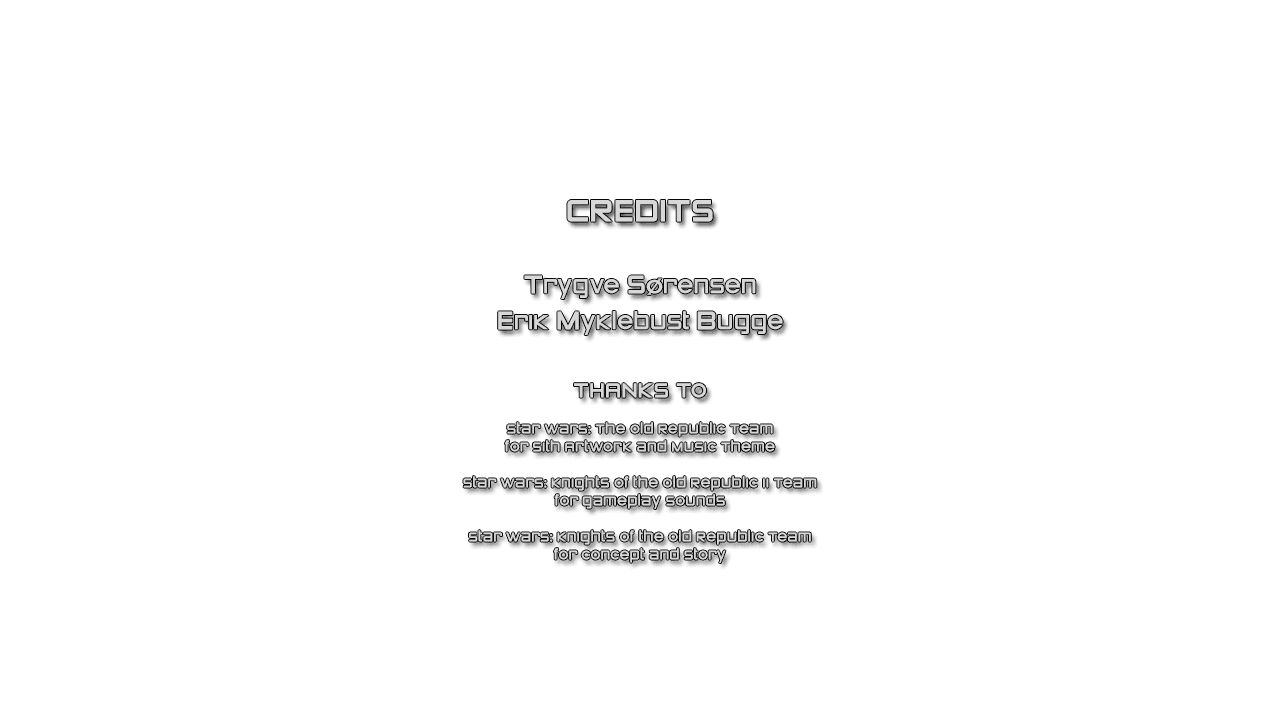 CREDITS
Trygve Sørensen
Erik Myklebust Bugge
THANKS TO
Star Wars: The Old Republic Team
for Sith Artwork and Music Theme
Star Wars: Knights of the Old Republic II Team
for gameplay sounds
Star Wars: Knights of the Old Republic Team
for concept and story